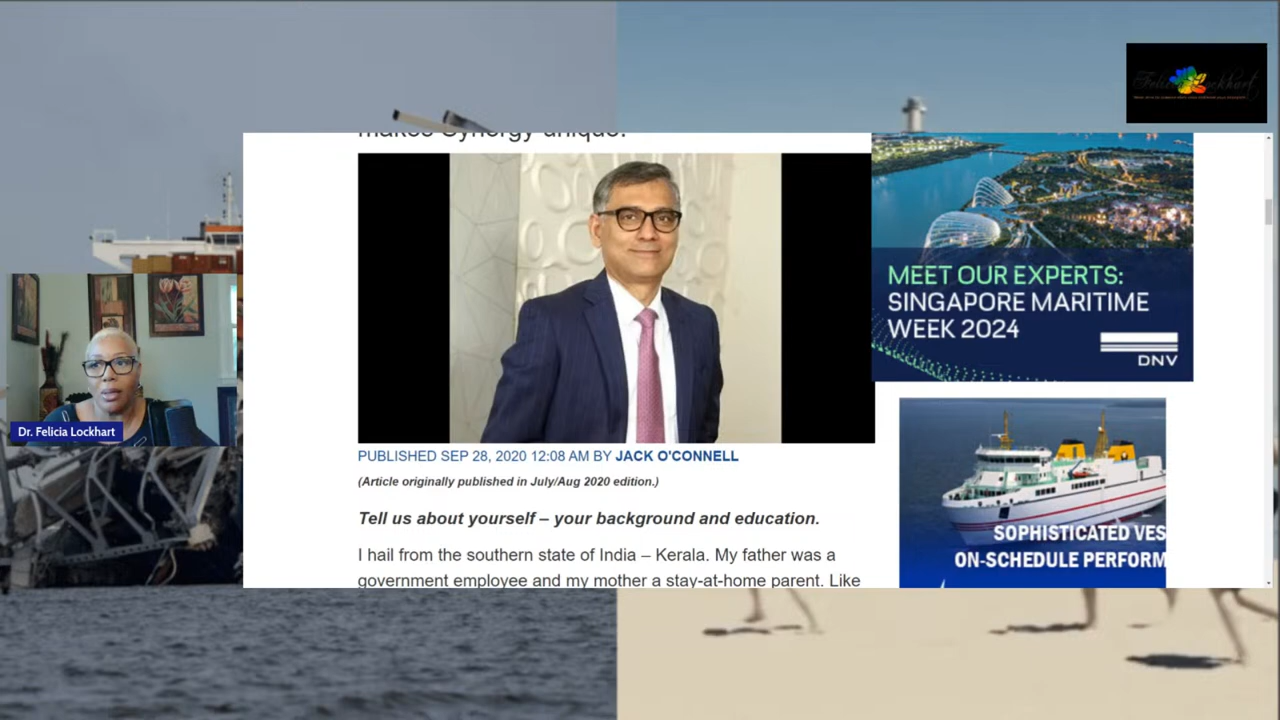 makes Synergy unique.
MEET OUR EXPERTS:
SINGAPORE MARITIME
WEEK 2024
DNV
Dr. Felicia Lockhart
PUBLISHED SEP 28, 2020 12:08 AM BY JACK O'CONNELL
(Article originally published in July/Aug 2020 edition.)
Tell us about yourself – your background and education.
I hail from the southern state of India – Kerala. My father was a
government employee and my mother a stay-at-home parent. Like
SOPHISTICATED VES
ON-SCHEDULE PERFORM